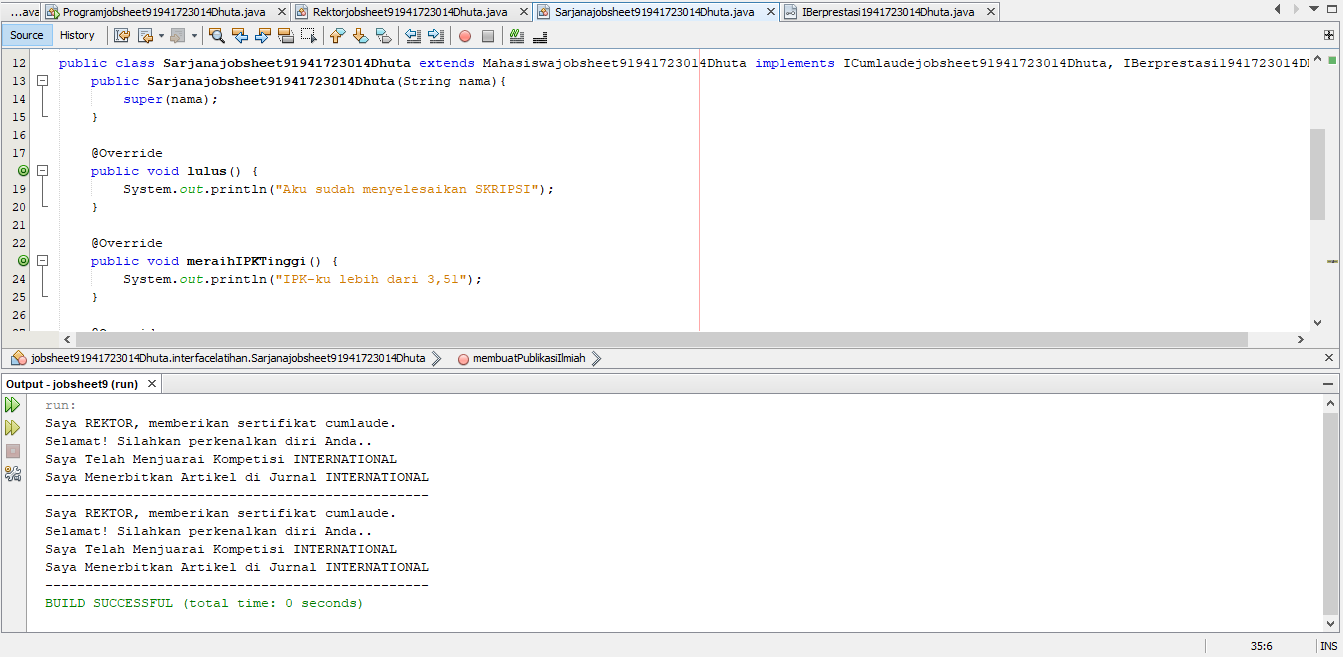 ...ava Programjobsheet91941723014Dhuta.java Rektorjobsheet91941723014Dhuta.java Sarjanajobsheet91941723014Dhuta.java IBerprestasi1941723014Dhuta.java
Source History
12 public class Sarjanajobsheet91941723014Dhuta extends Mahasiswajobsheet91941723014Dhuta implements ICumlaudejobsheet91941723014Dhuta, IBerprestasi1941723014D
13 public Sarjanajobsheet91941723014Dhuta(String nama){
14 super(nama);
15 }
16
17 @Override
public void lulus() {
19 System.out.println("Aku sudah menyelesaikan SKRIPSI");
20 }
21
22 @Override
public void meraihIPKTinggi() {
24 System.out.println("IPK-ku lebih dari 3,51");
25 }
26
jobsheet91941723014Dhuta.interfacelatihan.Sarjanajobsheet91941723014Dhuta membuatPublikasiIlmiah
Output - jobsheet9 (run)
run:
Saya REKTOR, memberikan sertifikat cumlaude.
Selamat! Silahkan perkenalkan diri Anda..
Saya Telah Menjuarai Kompetisi INTERNATIONAL
Saya Menerbitkan Artikel di Jurnal INTERNATIONAL
------------------------------------------------
Saya REKTOR, memberikan sertifikat cumlaude.
Selamat! Silahkan perkenalkan diri Anda..
Saya Telah Menjuarai Kompetisi INTERNATIONAL
Saya Menerbitkan Artikel di Jurnal INTERNATIONAL
------------------------------------------------
BUILD SUCCESSFUL (total time: 0 seconds)
35:6 INS